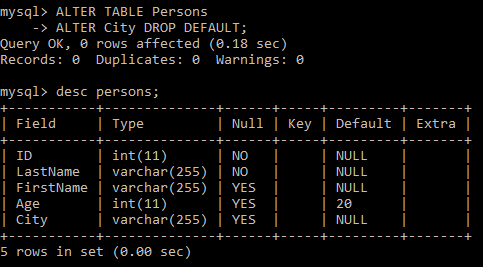 mysql> ALTER TABLE Persons
    -> ALTER City DROP DEFAULT;
Query OK, 0 rows affected (0.18 sec)
Records: 0  Duplicates: 0  Warnings: 0
mysql> desc persons;
+-----------+--------------+------+-----+---------+-------+
| Field     | Type         | Null | Key | Default | Extra |
+-----------+--------------+------+-----+---------+-------+
| ID        | int(11)      | NO   |     | NULL    |       |
| LastName  | varchar(255) | NO   |     | NULL    |       |
| FirstName | varchar(255) | YES  |     | NULL    |       |
| Age       | int(11)      | YES  |     | 20      |       |
| City      | varchar(255) | YES  |     | NULL    |       |
+-----------+--------------+------+-----+---------+-------+
5 rows in set (0.00 sec)